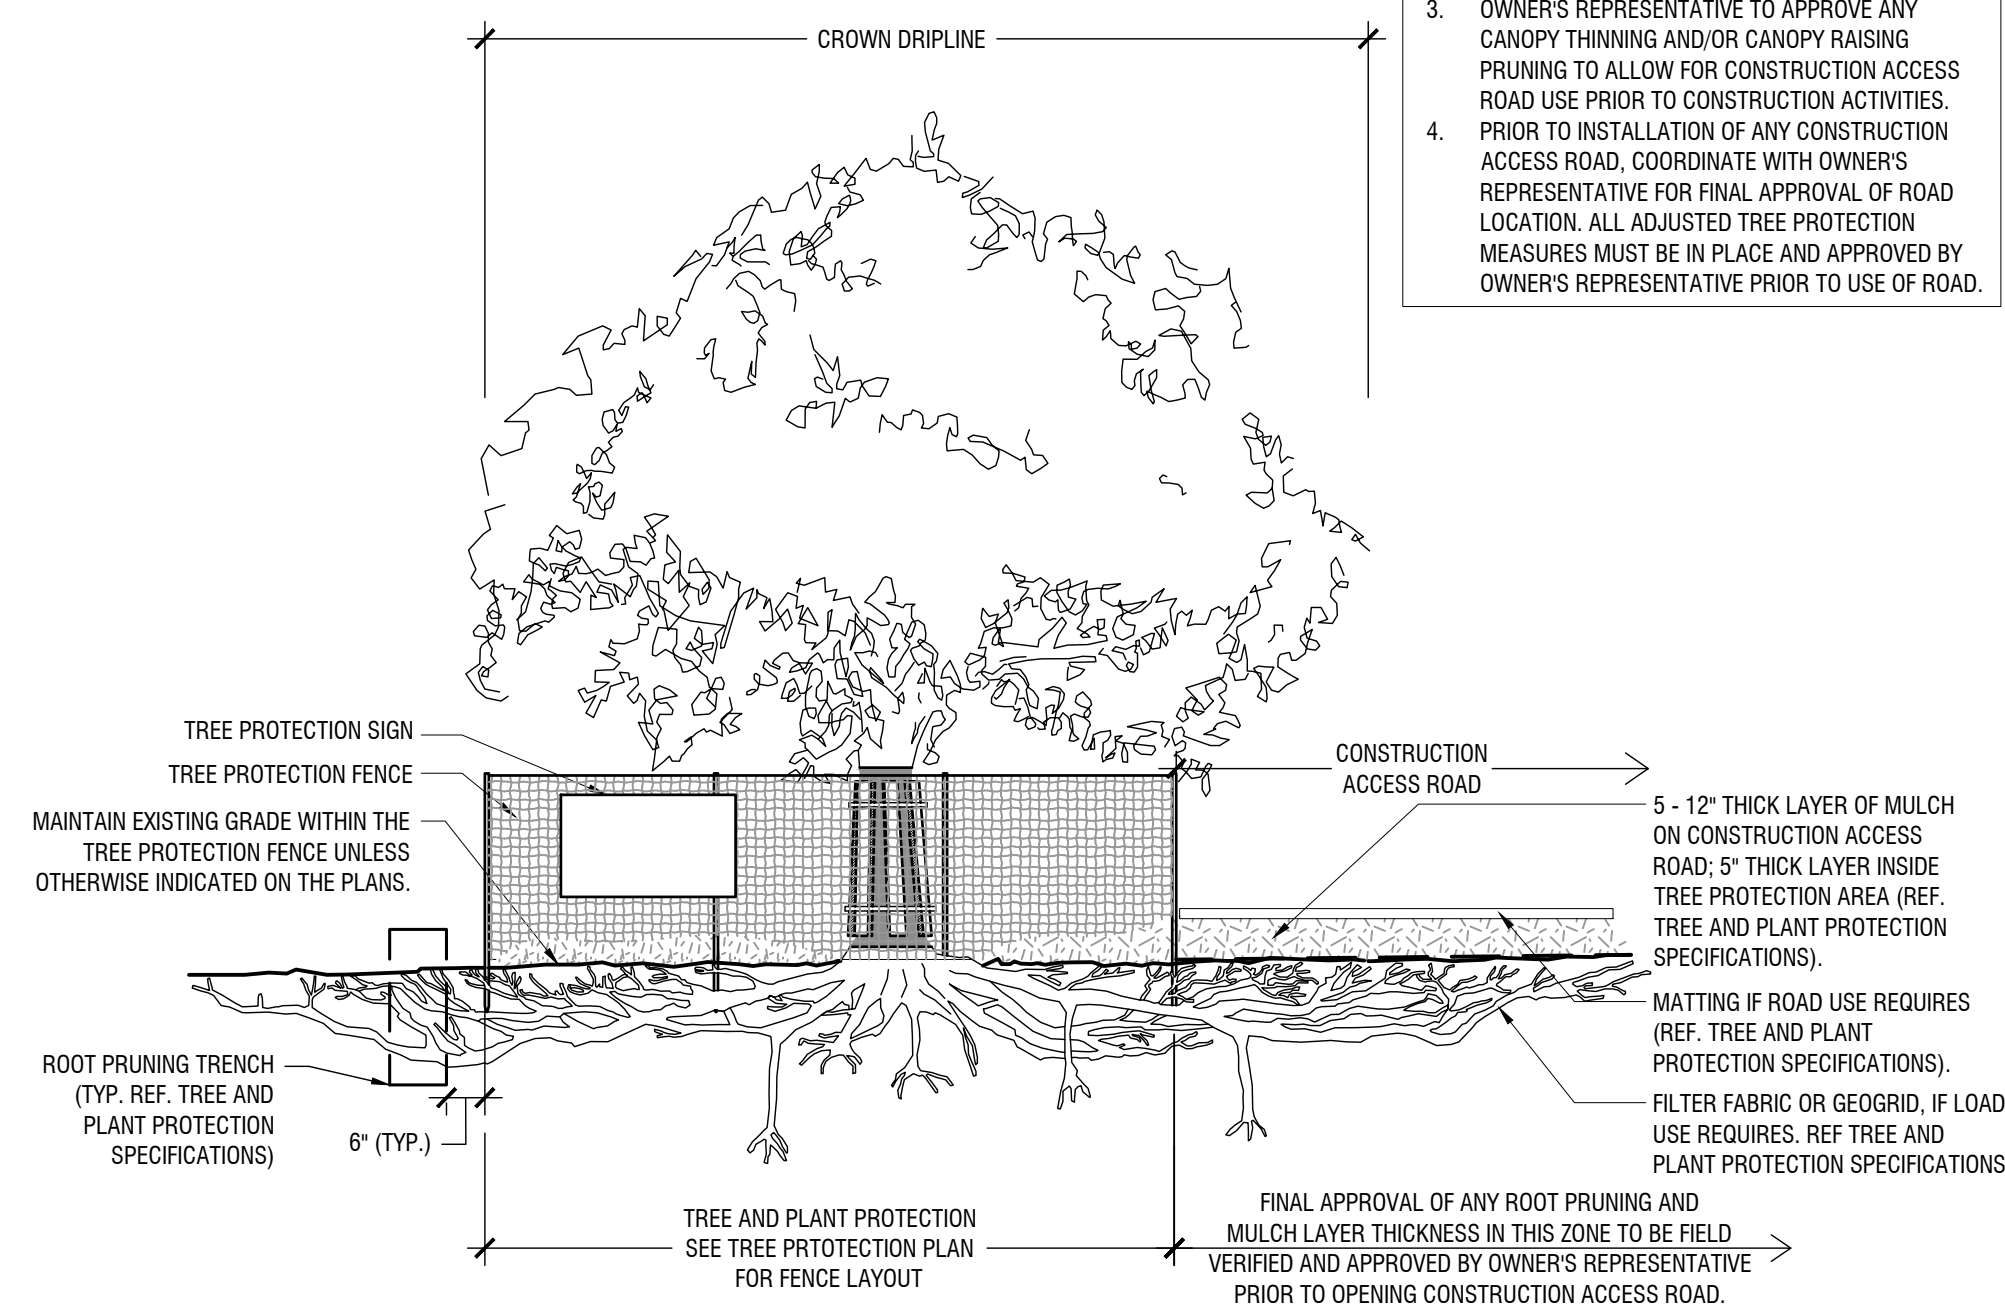 CROWN DRIPLINE
3. OWNER'S REPRESENTATIVE TO APPROVE ANY
CANOPY THINNING AND/OR CANOPY RAISING
PRUNING TO ALLOW FOR CONSTRUCTION ACCESS
ROAD USE PRIOR TO CONSTRUCTION ACTIVITIES.
4. PRIOR TO INSTALLATION OF ANY CONSTRUCTION
ACCESS ROAD, COORDINATE WITH OWNER'S
REPRESENTATIVE FOR FINAL APPROVAL OF ROAD
LOCATION. ALL ADJUSTED TREE PROTECTION
MEASURES MUST BE IN PLACE AND APPROVED BY
OWNER'S REPRESENTATIVE PRIOR TO USE OF ROAD.
TREE PROTECTION SIGN
TREE PROTECTION FENCE
MAINTAIN EXISTING GRADE WITHIN THE
TREE PROTECTION FENCE UNLESS
OTHERWISE INDICATED ON THE PLANS.
ROOT PRUNING TRENCH
(TYP. REF. TREE AND
PLANT PROTECTION
SPECIFICATIONS)
6" (TYP.)
CONSTRUCTION
ACCESS ROAD
5 - 12" THICK LAYER OF MULCH
ON CONSTRUCTION ACCESS
ROAD; 5" THICK LAYER INSIDE
TREE PROTECTION AREA (REF.
TREE AND PLANT PROTECTION
SPECIFICATIONS).
MATTING IF ROAD USE REQUIRES
(REF. TREE AND PLANT
PROTECTION SPECIFICATIONS).
FILTER FABRIC OR GEOGRID, IF LOAD
USE REQUIRES. REF TREE AND
PLANT PROTECTION SPECIFICATIONS
TREE AND PLANT PROTECTION
SEE TREE PRTOTECTION PLAN
FOR FENCE LAYOUT
FINAL APPROVAL OF ANY ROOT PRUNING AND
MULCH LAYER THICKNESS IN THIS ZONE TO BE FIELD
VERIFIED AND APPROVED BY OWNER'S REPRESENTATIVE
PRIOR TO OPENING CONSTRUCTION ACCESS ROAD.